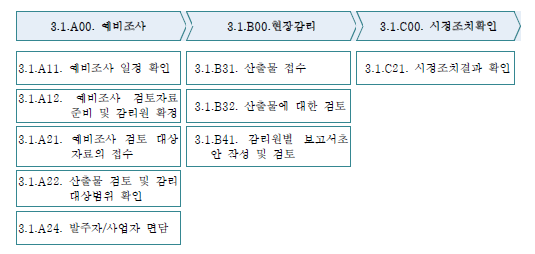 3.1.A00. 예비조사
3.1.B00.현장감리
3.1.C00. 시정조치확인
3.1.A11. 예비조사 일정 확인
3.1.A12. 예비조사 검토자료
준비 및 감리원 확정
3.1.A21. 예비조사 검토 대상
자료의 접수
3.1.A22. 산출물 검토 및 감리
대상범위 확인
3.1.A24. 발주자/사업자 면담
3.1.B31. 산출물 접수
3.1.B32. 산출물에 대한 검토
3.1.B41. 감리원별 보고서초
안 작성 및 검토
3.1.C21. 시정조치결과 확인